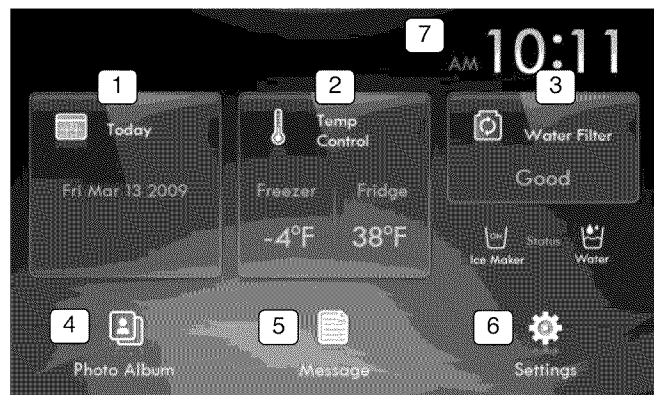 7
AM 10:11
1
Today
Fri Mar 13 2009
2
Temp
Control
Freezer Fridge
-4°F 38°F
3
Water Filter
Good
ON
Ice Maker Status Water
4
Photo Album
5
Message
6
Settings